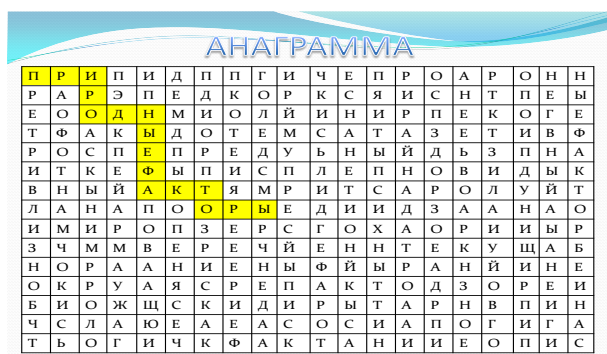 АНАГРАММА
П Р И П И Д П П Г И Ч Е П Р О А Р О Н Н
Р А Р Э П Е Д К О Р К С Я И С Н Т П Е Ы
Е О О Д Н М И О Л Й И Н И Р П Е К О Г Е
Т Ф А К Ы Д О Т Е М С А Т А З Е Т И В Ф
Р О С П Е П Р Е Д У Ь Н Ы Й Д Ь З П Н А
И Т К Е Ф Ы П И С П Л Е П Н О В И Д Ы К
В Н Ы Й А К Т Я М Р И Т С А Р О Л У Й Т
Л А Н А П О О Р Ы Е Д И И Д З А А Н А О
И М И Р О П З Е Р С Г О Х А О Р И И Ы Р
З Ч М М В Е Р Е Ч Й Е Н Н Т Е К У Щ А Б
Н О Р А А Н И Е Н Ы Ф Й Ы Р А Н Й И Н Е
О К Р У А Я С Р Е П А К Т О Д З О Р Е И
Б И О Ж Щ С К И Д И Р Ы Т А Р Н В П И Н
Ч С Л А Ю Е А Е А С О С И А П О Г И Г А
Т Ь О Г И Ч К Ф А К Т А Н И И Е О П И С